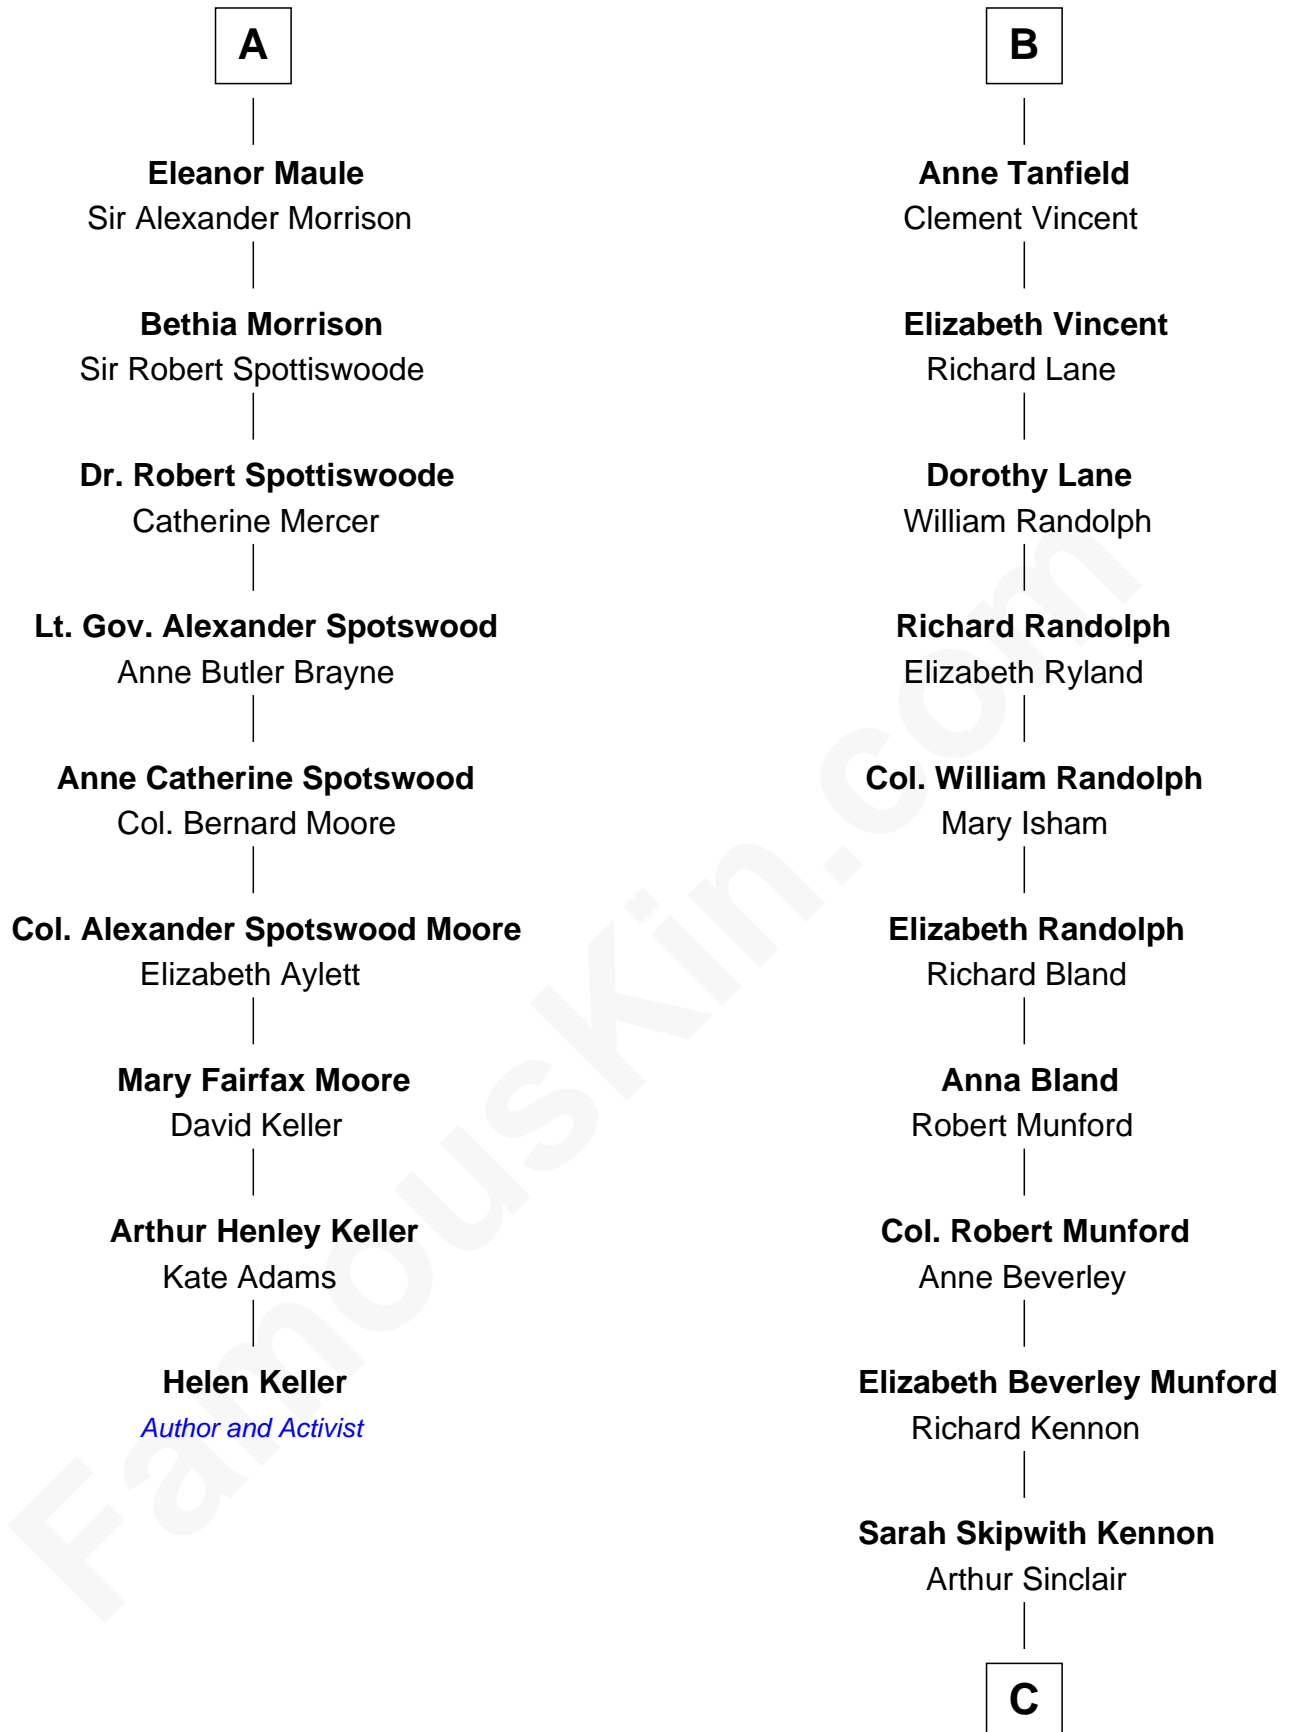 A
Eleanor Maule
Sir Alexander Morrison
Bethia Morrison
Sir Robert Spottiswoode
Dr. Robert Spottiswoode
Catherine Mercer
Lt. Gov. Alexander Spotswood
Anne Butler Brayne
Anne Catherine Spotswood
Col. Bernard Moore
Col. Alexander Spotswood Moore
Elizabeth Aylett
Mary Fairfax Moore
David Keller
Arthur Henley Keller
Kate Adams
Helen Keller
Author and Activist
B
Anne Tanfield
Clement Vincent
Elizabeth Vincent
Richard Lane
Dorothy Lane
William Randolph
Richard Randolph
Elizabeth Ryland
Col. William Randolph
Mary Isham
Elizabeth Randolph
Richard Bland
Anna Bland
Robert Munford
Col. Robert Munford
Anne Beverley
Elizabeth Beverley Munford
Richard Kennon
Sarah Skipwith Kennon
Arthur Sinclair
C
FamousKin.com